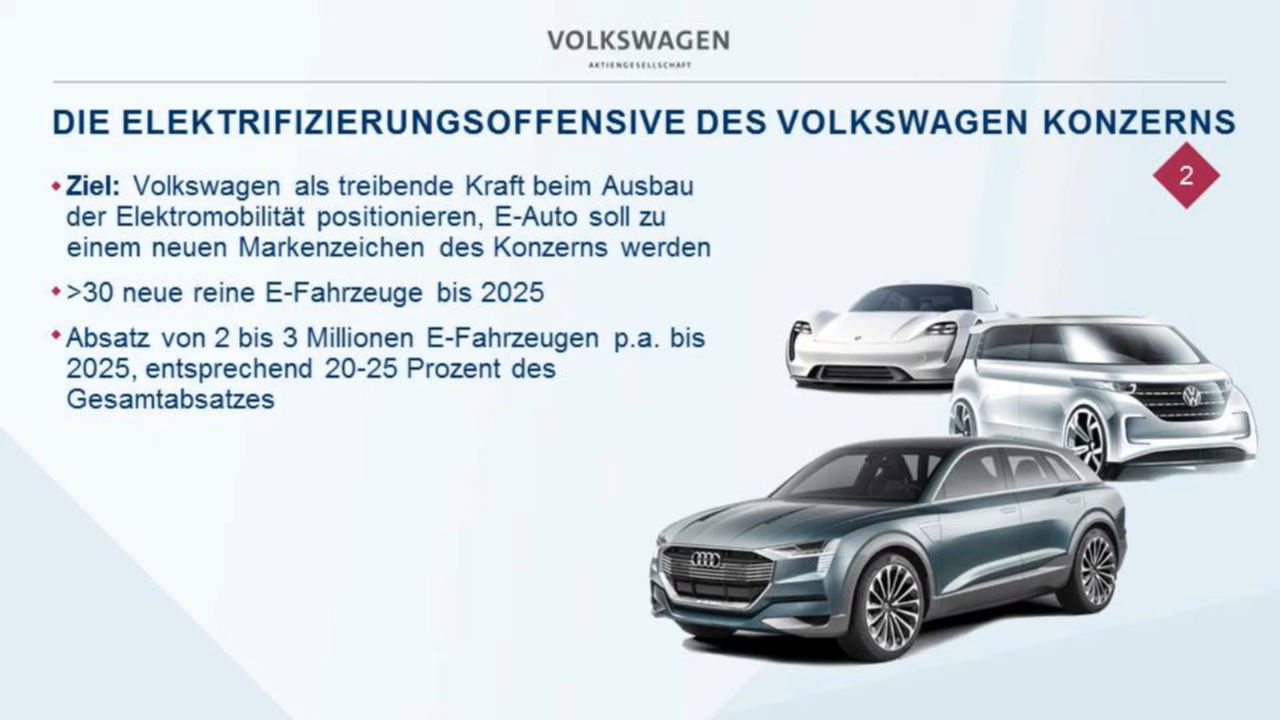 VOLKSWAGEN
AKTIENGESELLSCHAFT
DIE ELEKTRIFIZIERUNGSOFFENSIVE DES VOLKSWAGEN KONZERNS
2
Ziel: Volkswagen als treibende Kraft beim Ausbau
der Elektromobilität positionieren, E-Auto soll zu
einem neuen Markenzeichen des Konzerns werden
>30 neue reine E-Fahrzeuge bis 2025
Absatz von 2 bis 3 Millionen E-Fahrzeugen p.a. bis
2025, entsprechend 20-25 Prozent des
Gesamtabsatzes